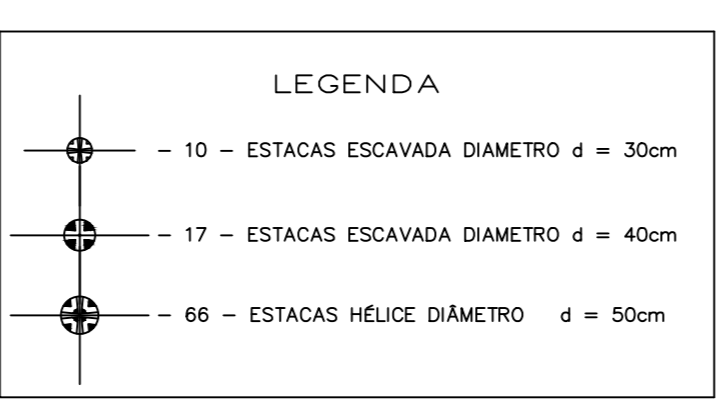 LEGENDA
- 10 - ESTACAS ESCAVADA DIAMETRO d = 30cm
- 17 - ESTACAS ESCAVADA DIAMETRO d = 40cm
- 66 - ESTACAS HÉLICE DIÂMETRO d = 50cm